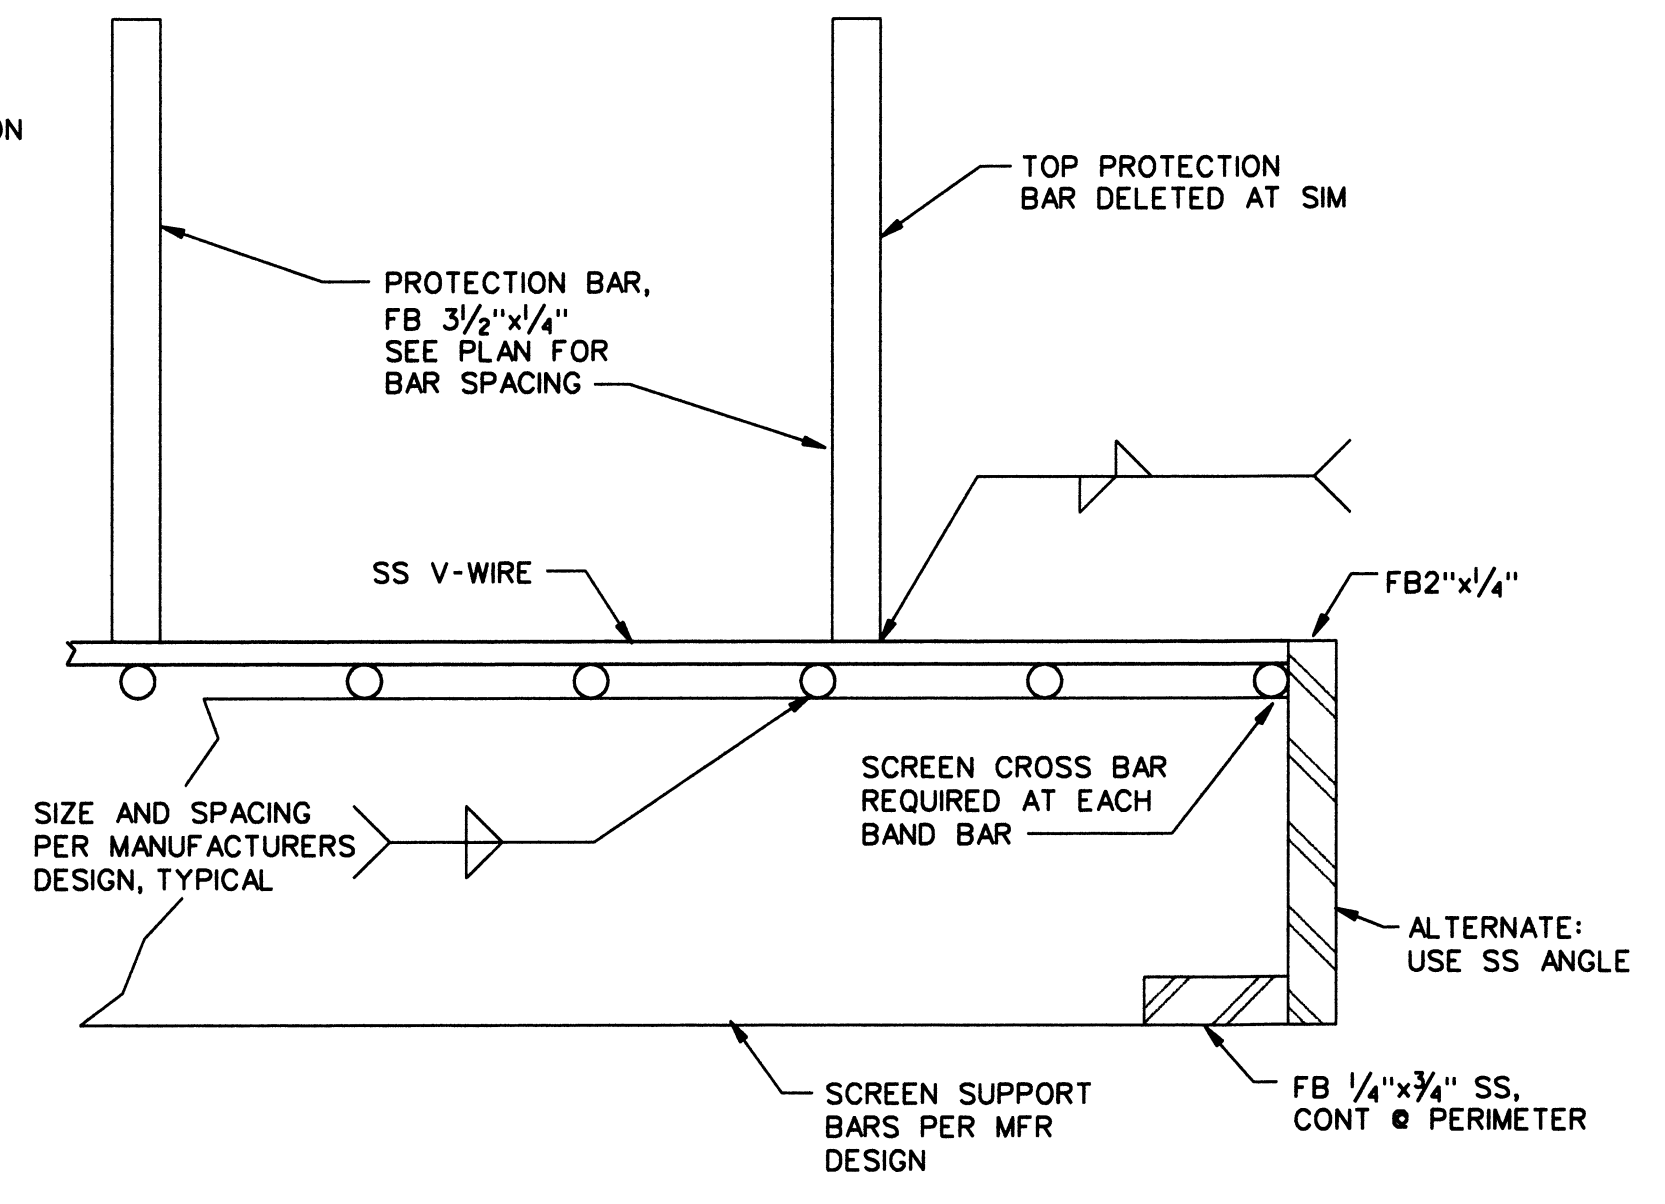 ON
TOP PROTECTION
BAR DELETED AT SIM
PROTECTION BAR,
FB 3½"x¼"
SEE PLAN FOR
BAR SPACING
SS V-WIRE
FB2"x¼"
SCREEN CROSS BAR
REQUIRED AT EACH
BAND BAR
SIZE AND SPACING
PER MANUFACTURERS
DESIGN, TYPICAL
ALTERNATE:
USE SS ANGLE
SCREEN SUPPORT
BARS PER MFR
DESIGN
FB ¼"x¾" SS,
CONT @ PERIMETER